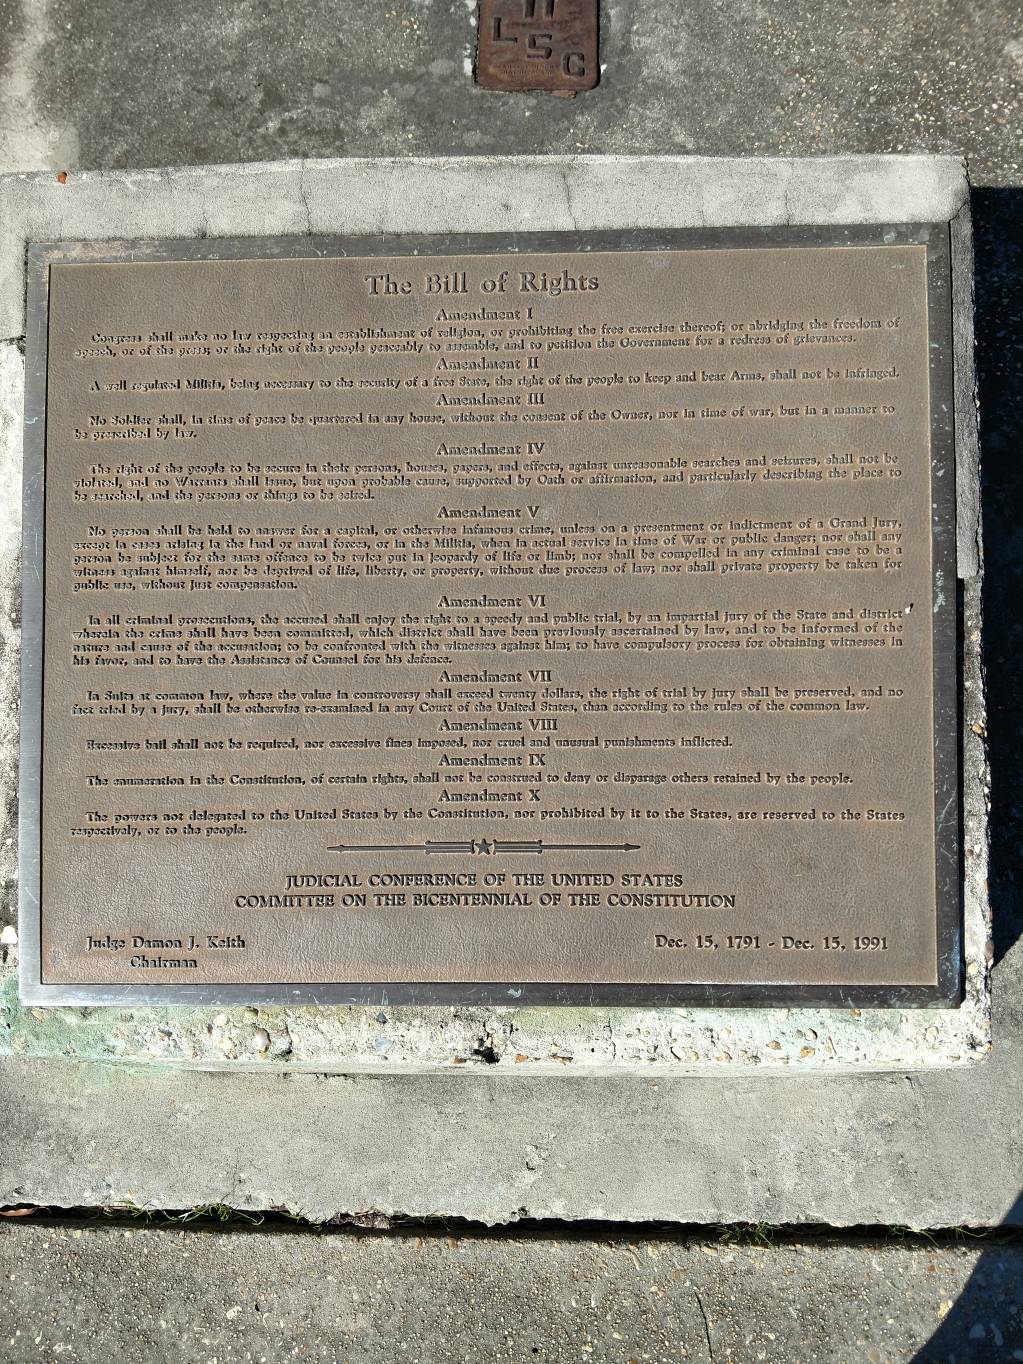 H
L S C
The Bill of Rights
Amendment I
Congress shall make no law respecting an establishment of religion, or prohibiting the free exercise thereof; or abridging the freedom of
speech, or of the press; or the right of the people peaceably to assemble, and to petition the Government for a redress of grievances.
Amendment II
A well regulated Militia, being necessary to the security of a free State, the right of the people to keep and bear Arms, shall not be infringed.
Amendment III
No Soldier shall, in time of peace be quartered in any house, without the consent of the Owner, nor in time of war, but in a manner to
be prescribed by law.
Amendment IV
The right of the people to be secure in their persons, houses, papers, and effects, against unreasonable searches and seizures, shall not be
violated, and no Warrants shall issue, but upon probable cause, supported by Oath or affirmation, and particularly describing the place to
be searched, and the persons or things to be seized.
Amendment V
No person shall be held to answer for a capital, or otherwise infamous crime, unless on a presentment or indictment of a Grand Jury,
except in cases arising in the land or naval forces, or in the Militia, when in actual service in time of War or public danger; nor shall any
person be subject for the same offence to be twice put in jeopardy of life or limb; nor shall be compelled in any criminal case to be a
witness against himself, nor be deprived of life, liberty, or property, without due process of law; nor shall private property be taken for
public use, without just compensation.
Amendment VI
In all criminal prosecutions, the accused shall enjoy the right to a speedy and public trial, by an impartial jury of the State and district
wherein the crime shall have been committed, which district shall have been previously ascertained by law, and to be informed of the
nature and cause of the accusation; to be confronted with the witnesses against him; to have compulsory process for obtaining witnesses in
his favor, and to have the Assistance of Counsel for his defence.
Amendment VII
In Suits at common law, where the value in controversy shall exceed twenty dollars, the right of trial by jury shall be preserved, and no
fact tried by a jury, shall be otherwise re-examined in any Court of the United States, than according to the rules of the common law.
Amendment VIII
Excessive bail shall not be required, nor excessive fines imposed, nor cruel and unusual punishments inflicted.
Amendment IX
The enumeration in the Constitution, of certain rights, shall not be construed to deny or disparage others retained by the people.
Amendment X
The powers not delegated to the United States by the Constitution, nor prohibited by it to the States, are reserved to the States
respectively, or to the people.
JUDICIAL CONFERENCE OF THE UNITED STATES
COMMITTEE ON THE BICENTENNIAL OF THE CONSTITUTION
Judge Damon J. Keith Dec. 15, 1791 - Dec. 15, 1991
Chairman